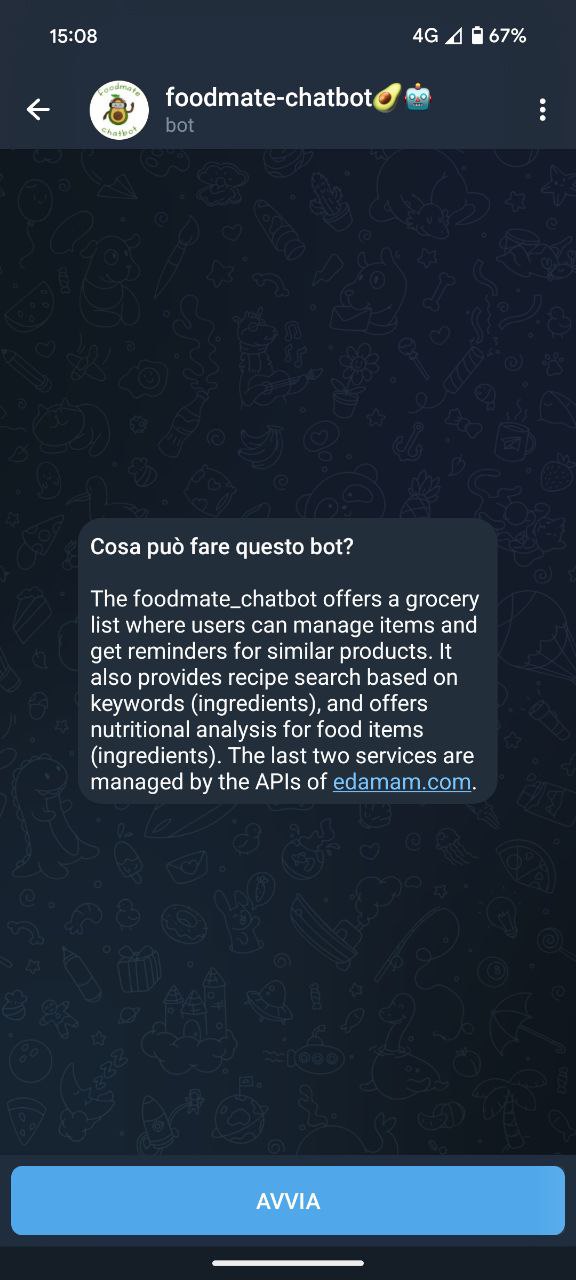 15:08
4G 67%
foodmate
chatbot
foodmate-chatbot🥑🤖
bot
Cosa può fare questo bot?
The foodmate_chatbot offers a grocery
list where users can manage items and
get reminders for similar products. It
also provides recipe search based on
keywords (ingredients), and offers
nutritional analysis for food items
(ingredients). The last two services are
managed by the APIs of edamam.com.
AVVIA